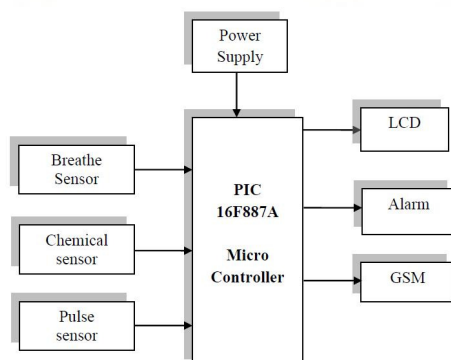 Power
Supply
LCD
Breathe
Sensor
PIC
16F887A
Micro
Controller
Alarm
Chemical
sensor
GSM
Pulse
sensor